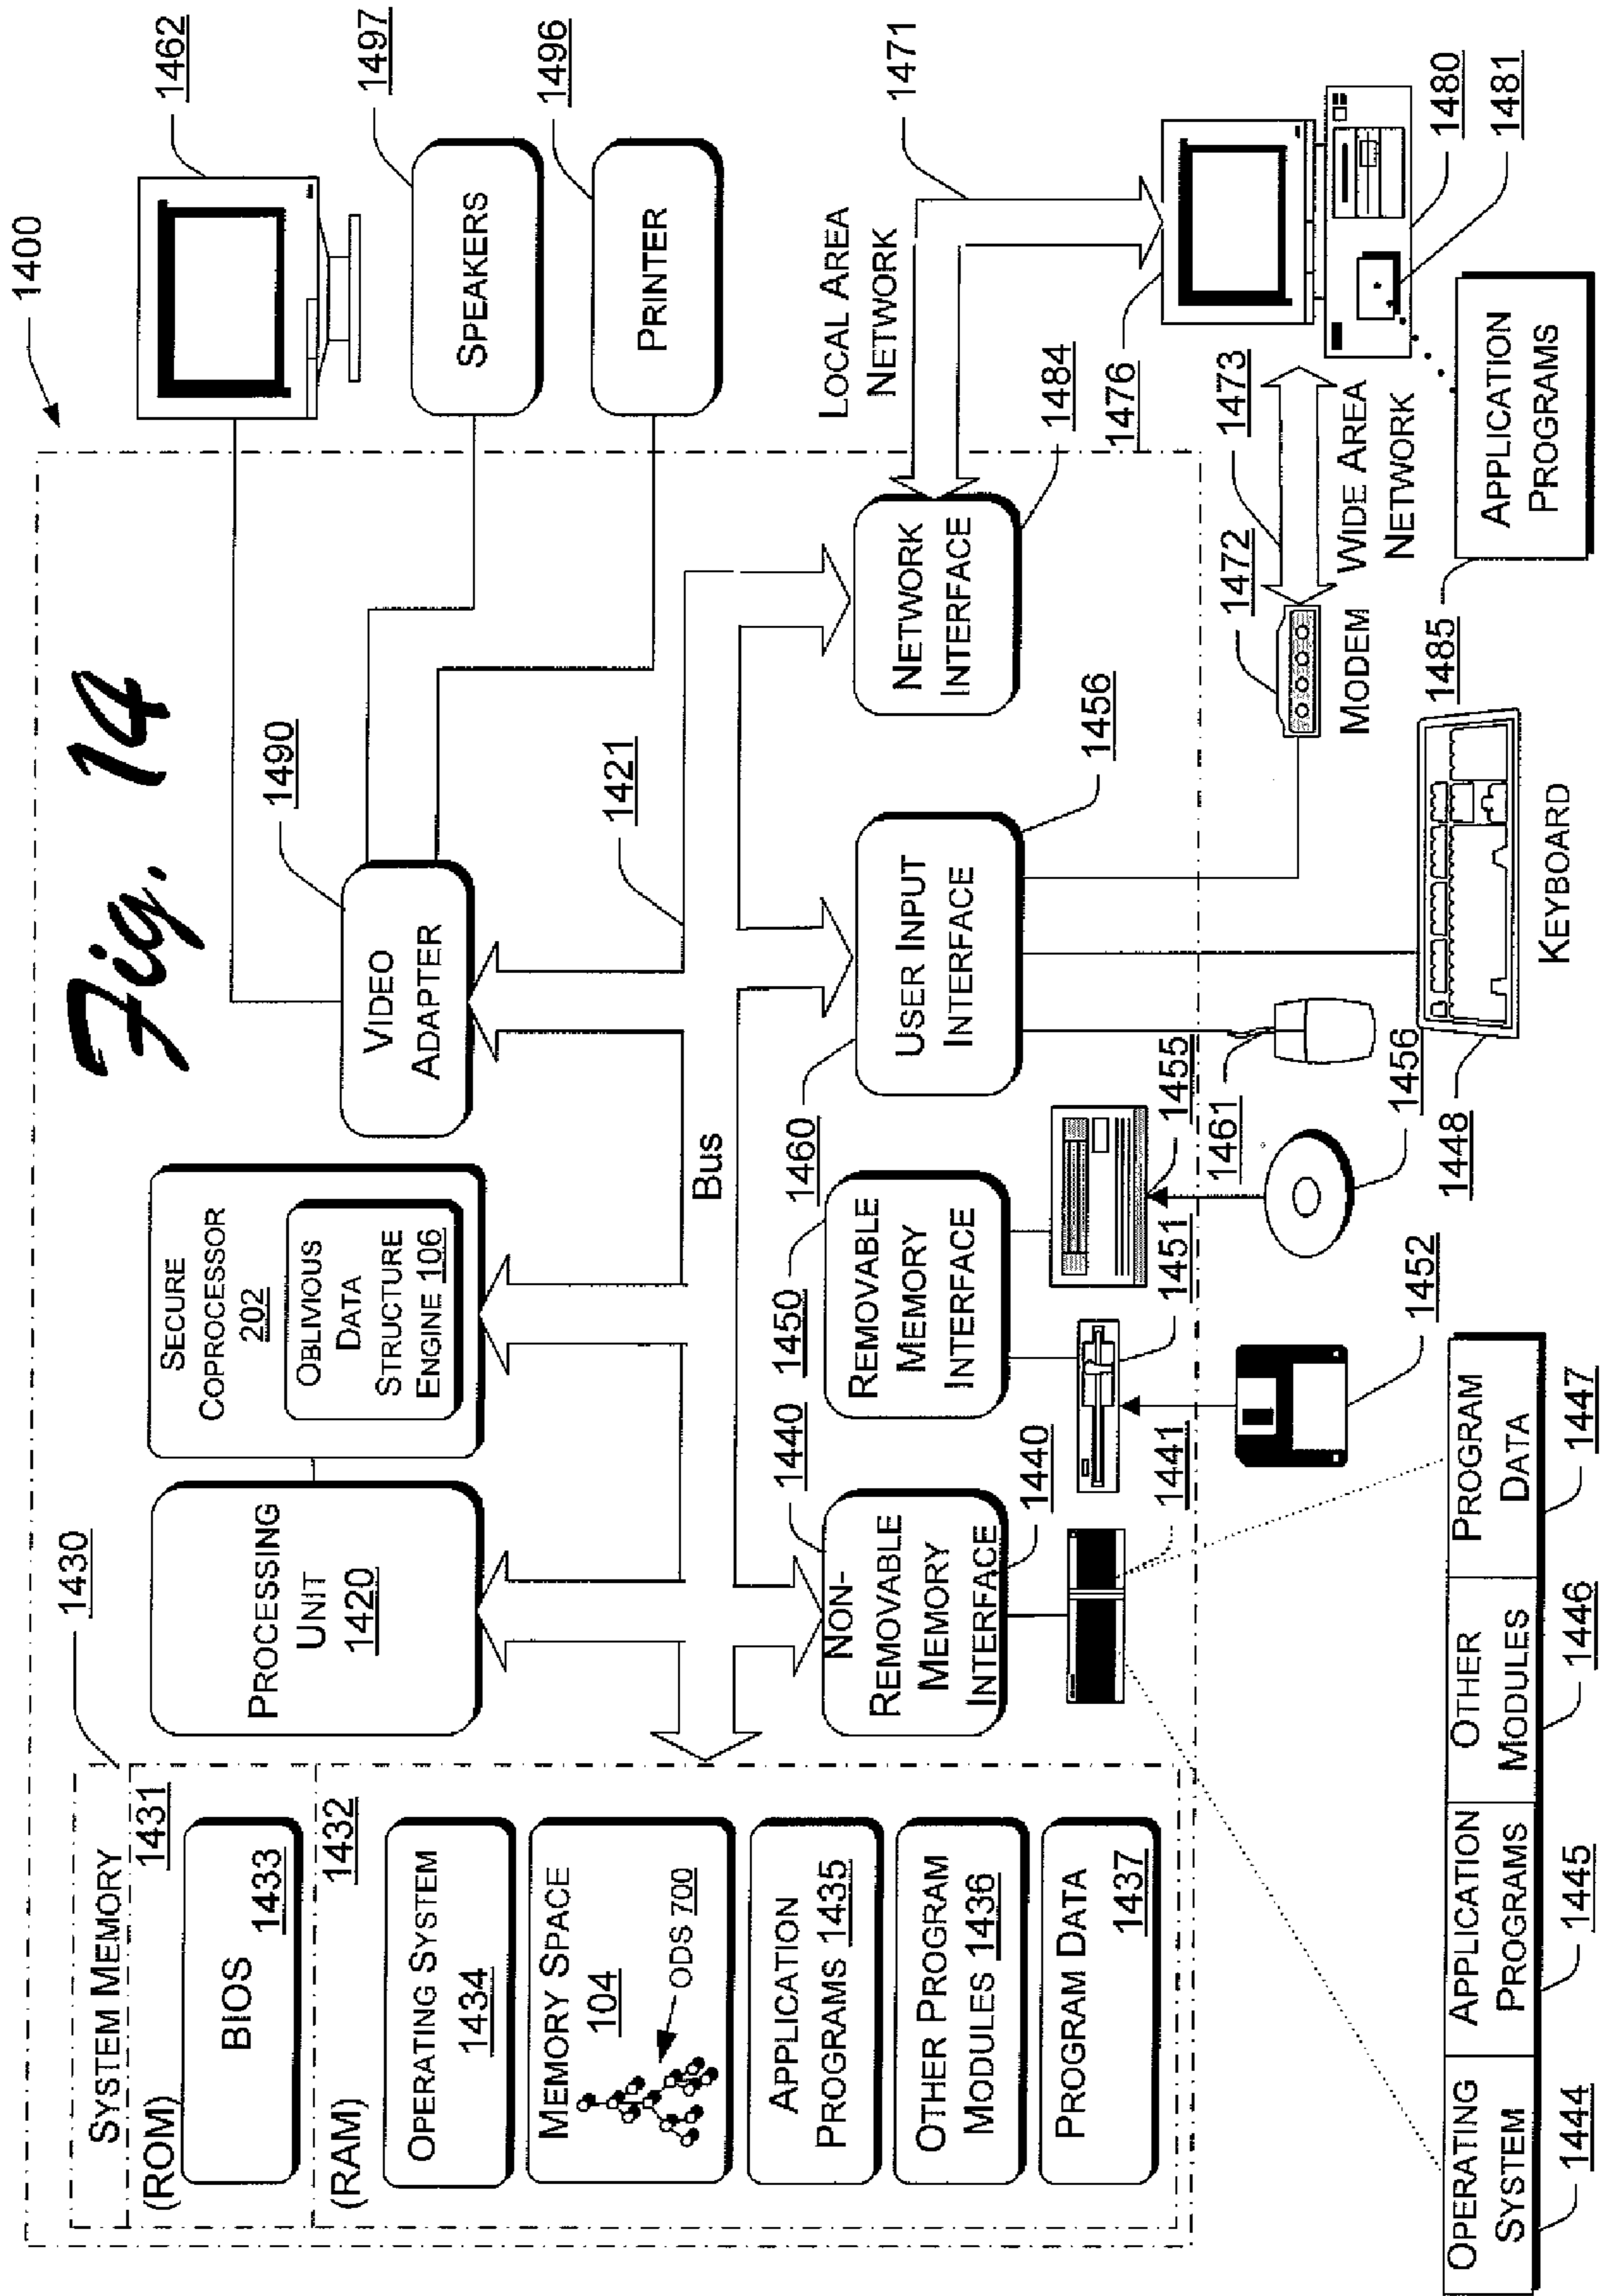 Fig. 14
1400
SYSTEM MEMORY
1430
(ROM) 1431
BIOS
1433
(RAM) 1432
OPERATING SYSTEM
1434
MEMORY SPACE
104
ODS 700
APPLICATION
PROGRAMS 1435
OTHER PROGRAM
MODULES 1436
PROGRAM DATA
1437
PROCESSING
UNIT
1420
SECURE
COPROCESSOR
202
OBLIVIOUS
DATA
STRUCTURE
ENGINE 106
1490
VIDEO
ADAPTER
1462
1497
SPEAKERS
1496
PRINTER
1421
Bus
1440
NON-
REMOVABLE
MEMORY
INTERFACE
1440
1450
REMOVABLE
MEMORY
INTERFACE
1460
USER INPUT
INTERFACE
1456
NETWORK
INTERFACE
1484
LOCAL AREA
NETWORK
1471
1476
1441
1451
1455
1461
1472
1473
MODEM
WIDE AREA
NETWORK
1480
1481
1452
1456
1448
KEYBOARD
1485
APPLICATION
PROGRAMS
OPERATING
SYSTEM
APPLICATION
PROGRAMS
OTHER
MODULES
PROGRAM
DATA
1444
1445
1446
1447